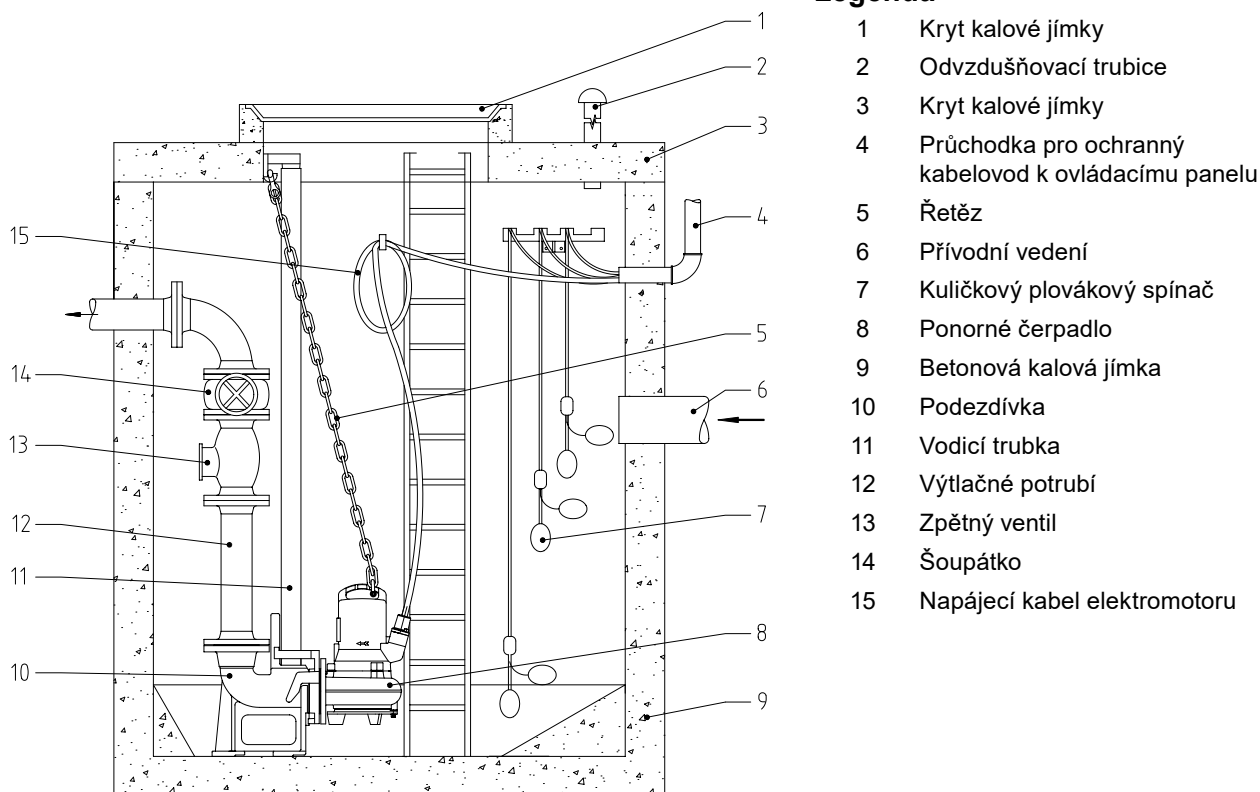 1
2
3
15
4
14
5
6
13
12
7
11
8
10
9
Legenda
1 Kryt kalové jímky
2 Odvzdušňovací trubice
3 Kryt kalové jímky
4 Průchodka pro ochranný
kabelovod k ovládacímu panelu
5 Řetěz
6 Přívodní vedení
7 Kuličkový plovákový spínač
8 Ponorné čerpadlo
9 Betonová kalová jímka
10 Podezdívka
11 Vodicí trubka
12 Výtlačné potrubí
13 Zpětný ventil
14 Šoupátko
15 Napájecí kabel elektromotoru